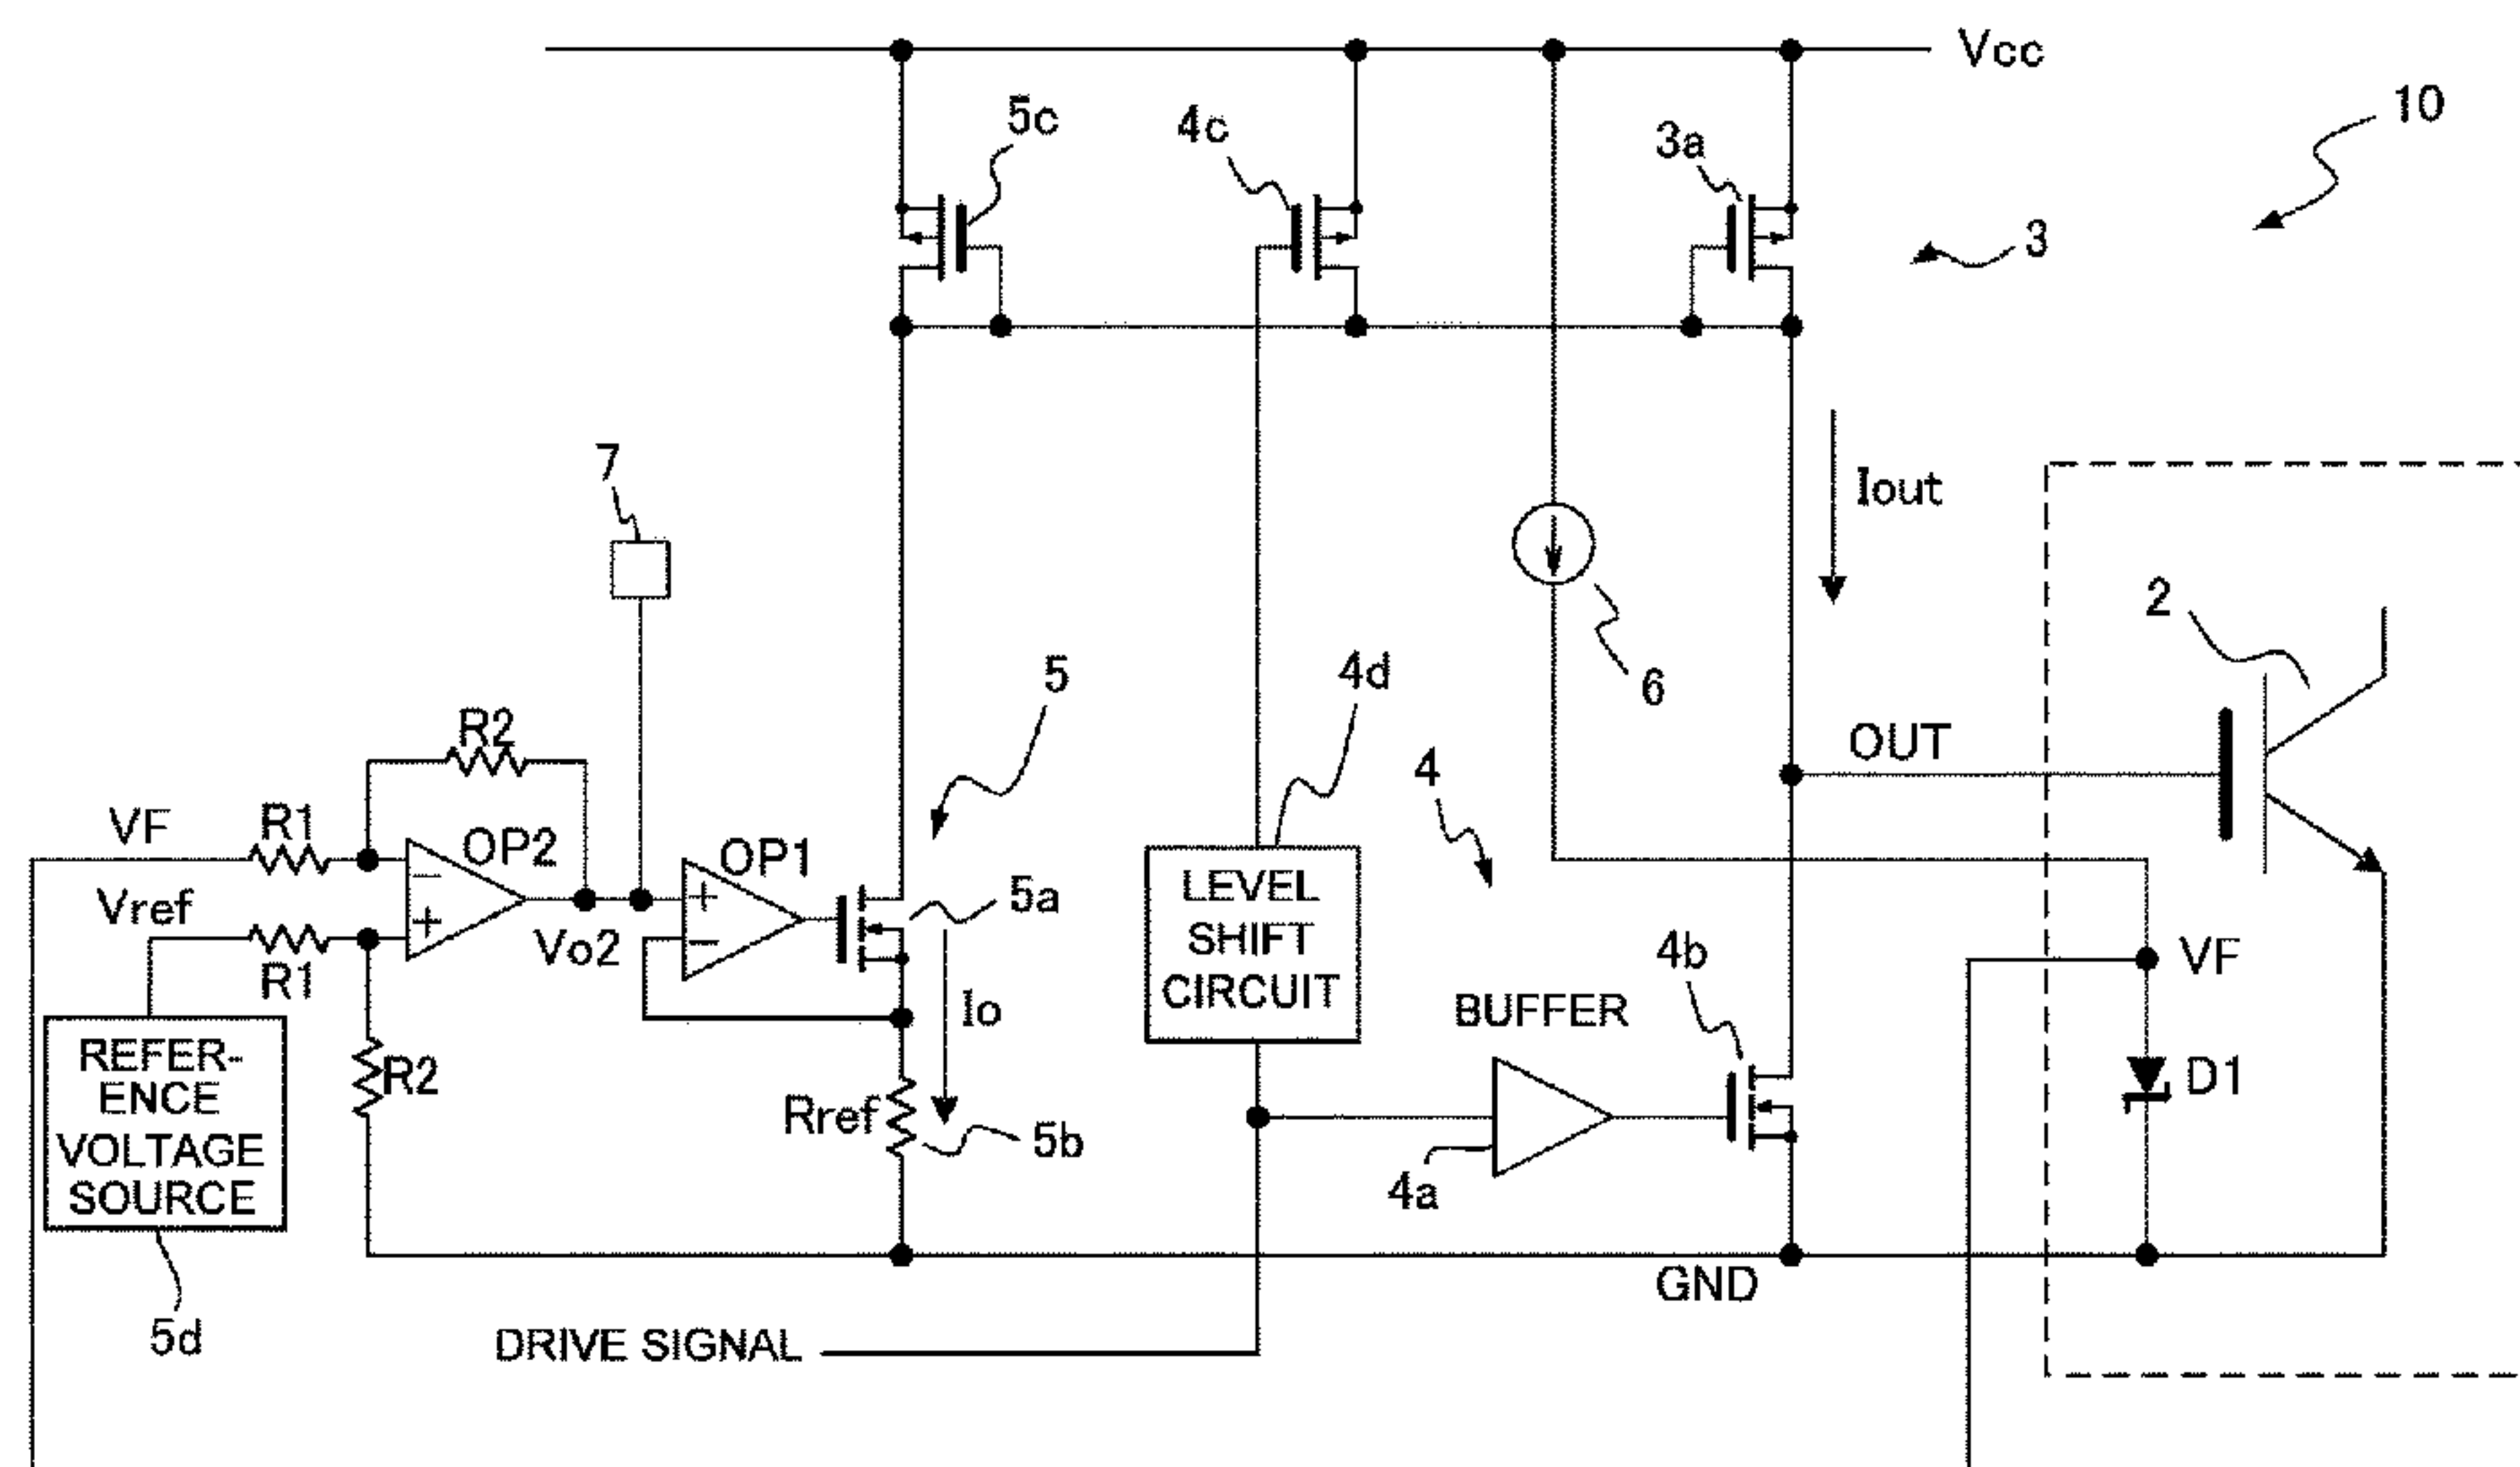 Vcc
10
5c
4c
3a
3
7
Iout
2
5
4d
6
R2
4
OUT
VF
R1
OP2
OP1
Vref
5a
LEVEL
SHIFT
CIRCUIT
Vo2
R1
4b
VF
Io
BUFFER
REFER-
ENCE
VOLTAGE
SOURCE
R2
Rref
5b
4a
D1
GND
5d
DRIVE SIGNAL